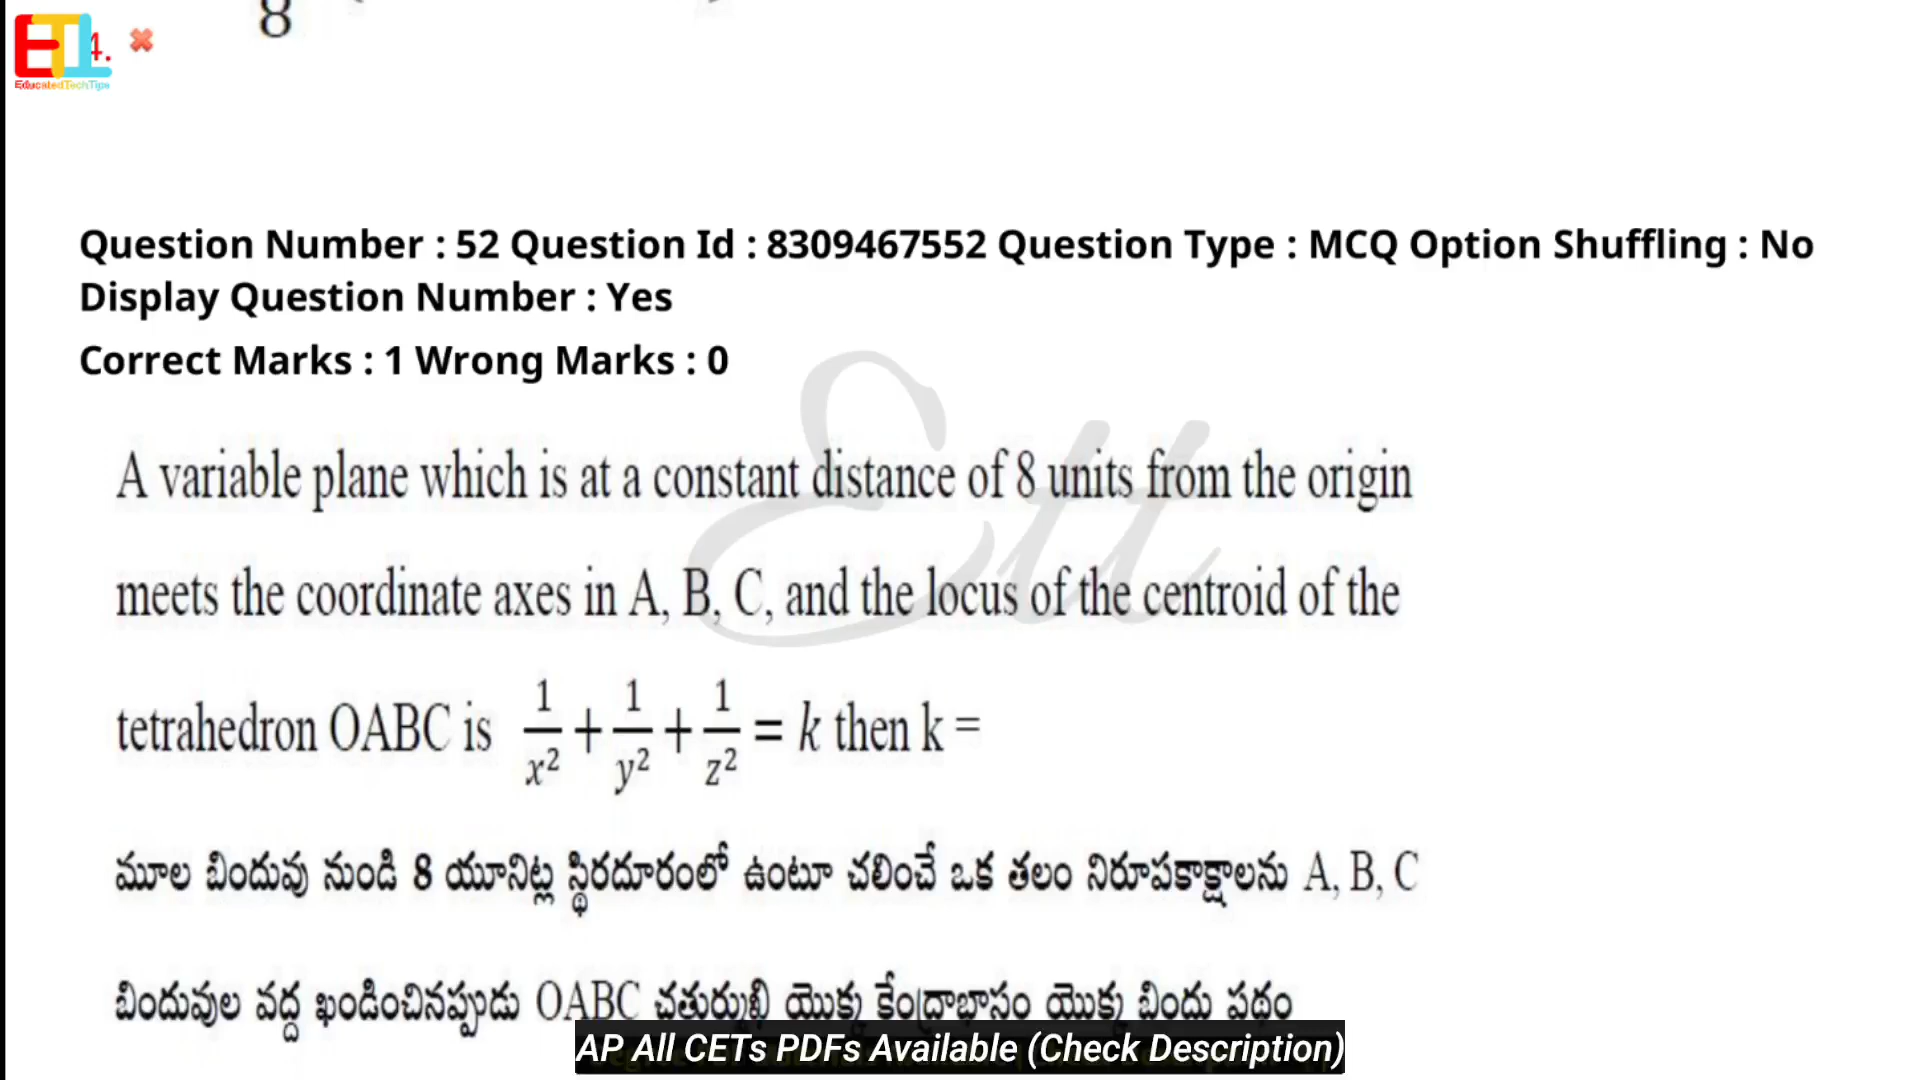 8
4.
EducatedTechTips
Question Number : 52 Question Id : 8309467552 Question Type : MCQ Option Shuffling : No
Display Question Number : Yes
Correct Marks : 1 Wrong Marks : 0
Ett
A variable plane which is at a constant distance of 8 units from the origin
meets the coordinate axes in A, B, C, and the locus of the centroid of the
tetrahedron OABC is 1/x² + 1/y² + 1/z² = k then k =
మూల బిందువు నుండి 8 యూనిట్ల స్థిరదూరంలో ఉంటూ చలించే ఒక తలం నిరూపకాక్షాలను A, B, C
బిందువుల వద్ద ఖండించినప్పుడు OABC చతుర్ముఖి యొక్క కేంద్రాభాసం యొక్క బిందు పథం
AP All CETs PDFs Available (Check Description)